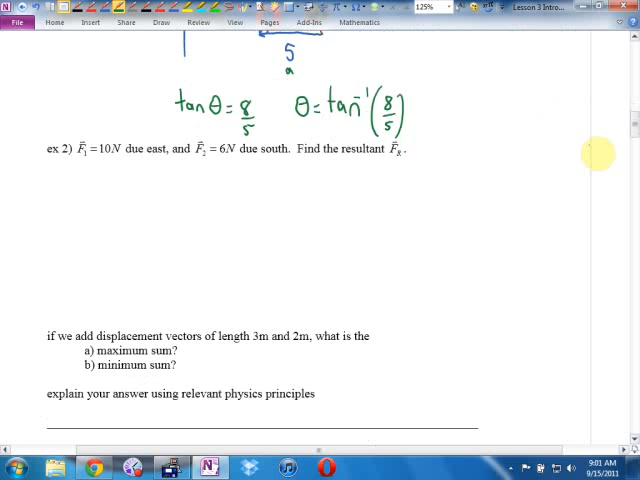 File Home Insert Share Draw Review View Pages Add-Ins Mathematics
125%
5
a
tanθ = 8/5 θ = tan⁻¹(8/5)
ex 2) F⃗₁ = 10N due east, and F⃗₂ = 6N due south. Find the resultant F⃗R.
if we add displacement vectors of length 3m and 2m, what is the
a) maximum sum?
b) minimum sum?
explain your answer using relevant physics principles
9:01 AM
9/15/2011
Lesson 3 Intro...